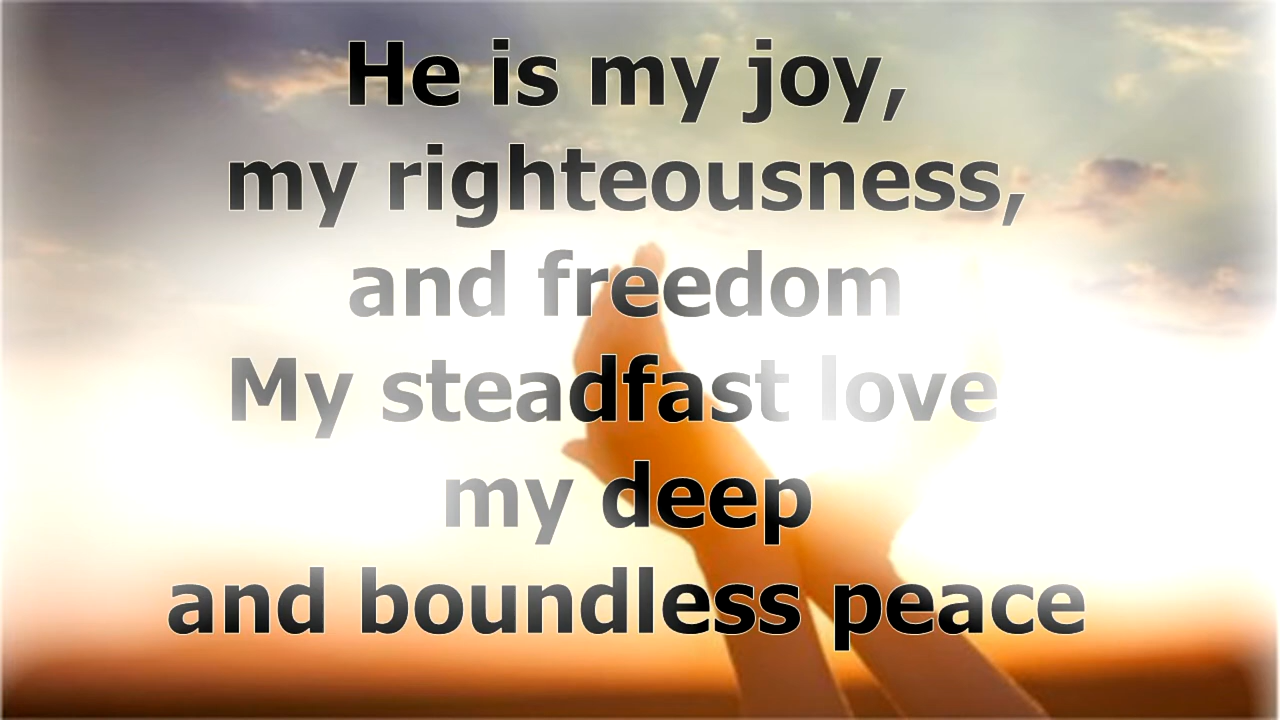 He is my joy,
my righteousness,
and freedom
My steadfast love
my deep
and boundless peace